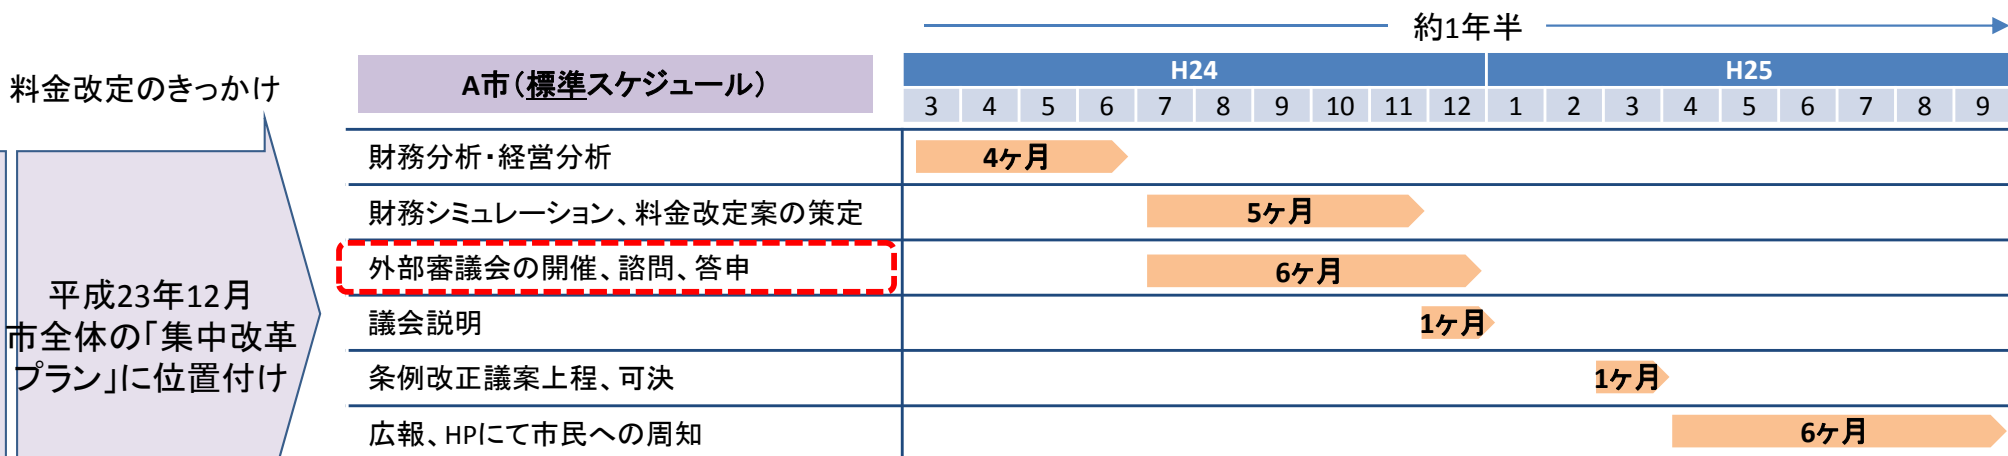 約1年半
料金改定のきっかけ
A市（標準スケジュール）
H24 H25
3 4 5 6 7 8 9 10 11 12 1 2 3 4 5 6 7 8 9
財務分析・経営分析
4ヶ月
財務シミュレーション、料金改定案の策定
5ヶ月
外部審議会の開催、諮問、答申
6ヶ月
議会説明
1ヶ月
条例改正議案上程、可決
1ヶ月
広報、HPにて市民への周知
6ヶ月
平成23年12月
市全体の「集中改革
プラン」に位置付け